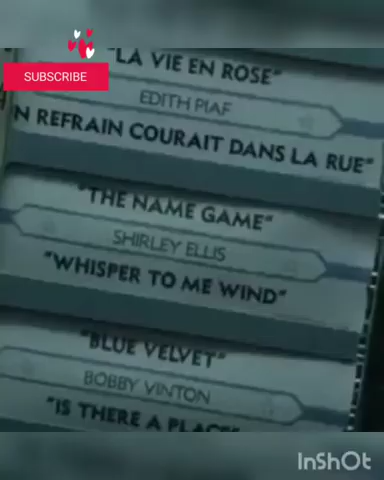 "LA VIE EN ROSE"
SUBSCRIBE
EDITH PIAF
N REFRAIN COURAIT DANS LA RUE"
"THE NAME GAME"
SHIRLEY ELLIS
"WHISPER TO ME WIND"
"BLUE VELVET"
BOBBY VINTON
"IS THERE A PLACE"
InShOt